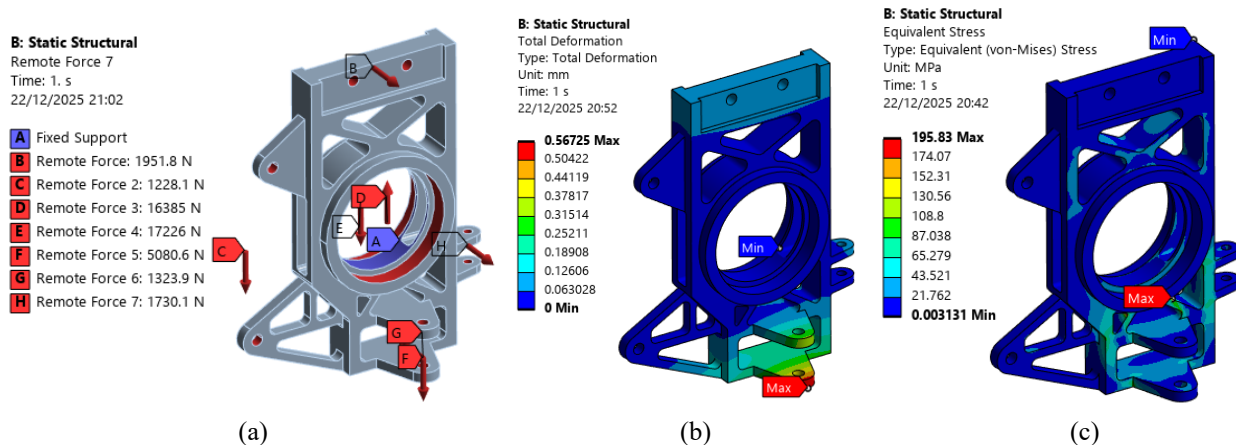 B: Static Structural
Remote Force 7
Time: 1. s
22/12/2025 21:02
A Fixed Support
B Remote Force: 1951.8 N
C Remote Force 2: 1228.1 N
D Remote Force 3: 16385 N
E Remote Force 4: 17226 N
F Remote Force 5: 5080.6 N
G Remote Force 6: 1323.9 N
H Remote Force 7: 1730.1 N
B
D
E
A
H
C
G
F
(a)
B: Static Structural
Total Deformation
Type: Total Deformation
Unit: mm
Time: 1 s
22/12/2025 20:52
0.56725 Max
0.50422
0.44119
0.37817
0.31514
0.25211
0.18908
0.12606
0.063028
0 Min
Min
Max
(b)
B: Static Structural
Equivalent Stress
Type: Equivalent (von-Mises) Stress
Unit: MPa
Time: 1 s
22/12/2025 20:42
195.83 Max
174.07
152.31
130.56
108.8
87.038
65.279
43.521
21.762
0.003131 Min
Min
Max
(c)